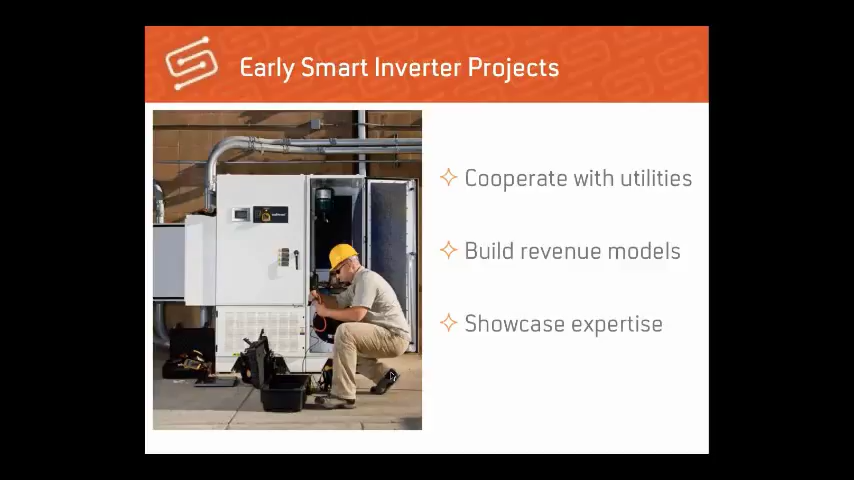 Early Smart Inverter Projects
Cooperate with utilities
Build revenue models
Showcase expertise